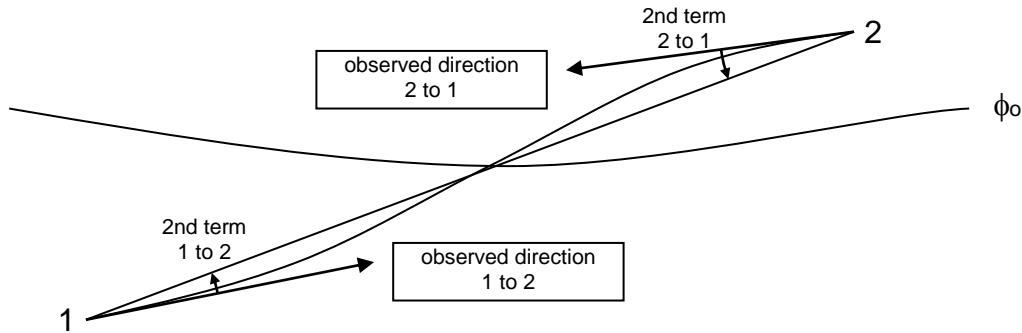 2nd term
2 to 1
2
observed direction
2 to 1
ϕo
2nd term
1 to 2
observed direction
1 to 2
1